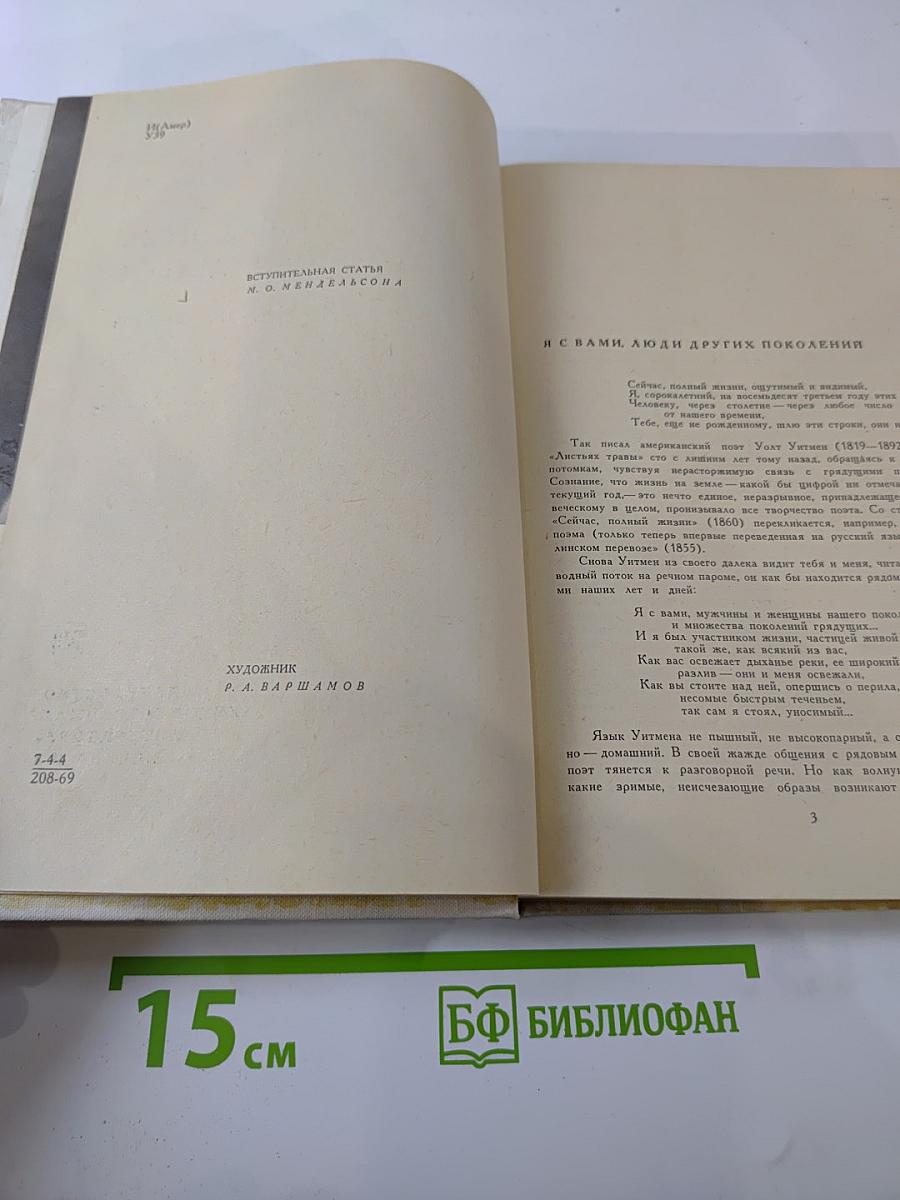 И(Амер)
У39
ВСТУПИТЕЛЬНАЯ СТАТЬЯ
М. О. МЕНДЕЛЬСОНА
ХУДОЖНИК
Р. А. ВАРШАМОВ
7-4-4
208-69
Я С ВАМИ, ЛЮДИ ДРУГИХ ПОКОЛЕНИЙ
Сейчас, полный жизни, ощутимый и видимый,
Я, сорокалетний, на восемьдесят третьем году этих
Человеку, через столетие — через любое число
от нашего времени,
Тебе, еще не рожденному, шлю эти строки, они
Так писал американский поэт Уолт Уитмен (1819—1892
«Листьях травы» сто с лишним лет тому назад, обращаясь к
потомкам, чувствуя нерасторжимую связь с грядущими п
Сознание, что жизнь на земле — какой бы цифрой ни отмеча
текущий год,— это нечто единое, неразрывное, принадлежаще
веческому в целом, пронизывало все творчество поэта. Со ст
«Сейчас, полный жизни» (1860) перекликается, например,
поэма (только теперь впервые переведенная на русский язы
линском перевозе» (1855).
Снова Уитмен из своего далека видит тебя и меня, чита
водный поток на речном пароме, он как бы находится рядом
ми наших лет и дней:
Я с вами, мужчины и женщины нашего покол
и множества поколений грядущих...
И я был участником жизни, частицей живой
такой же, как всякий из вас,
Как вас освежает дыханье реки, ее широкий
разлив — они и меня освежали,
Как вы стоите над ней, опершись о перила,
несомые быстрым теченьем,
так сам я стоял, уносимый...
Язык Уитмена не пышный, не высокопарный, а с
но — домашний. В своей жажде общения с рядовым
поэт тянется к разговорной речи. Но как волну
какие зримые, неисчезающие образы возникают
3
15 см
БФ БИБЛИОФАН